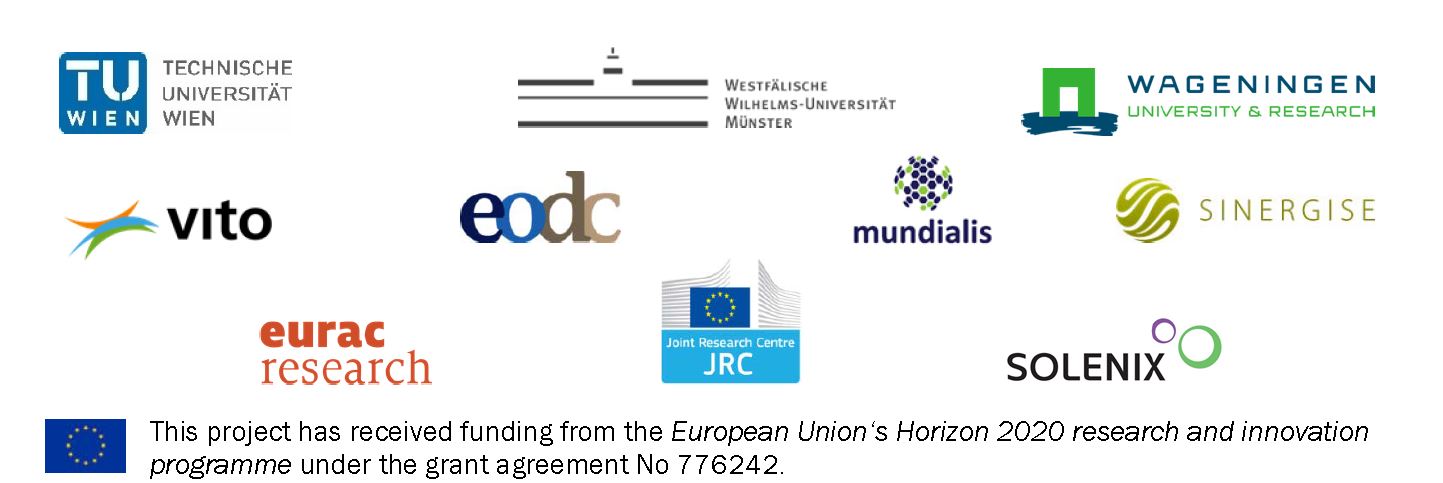 TU
WIEN
TECHNISCHE
UNIVERSITÄT
WIEN
WESTFÄLISCHE
WILHELMS-UNIVERSITÄT
MÜNSTER
WAGENINGEN
UNIVERSITY & RESEARCH
vito
eodc
mundialis
SINERGISE
eurac
research
Joint Research Centre
JRC
SOLENIX
This project has received funding from the European Union‘s Horizon 2020 research and innovation
programme under the grant agreement No 776242.